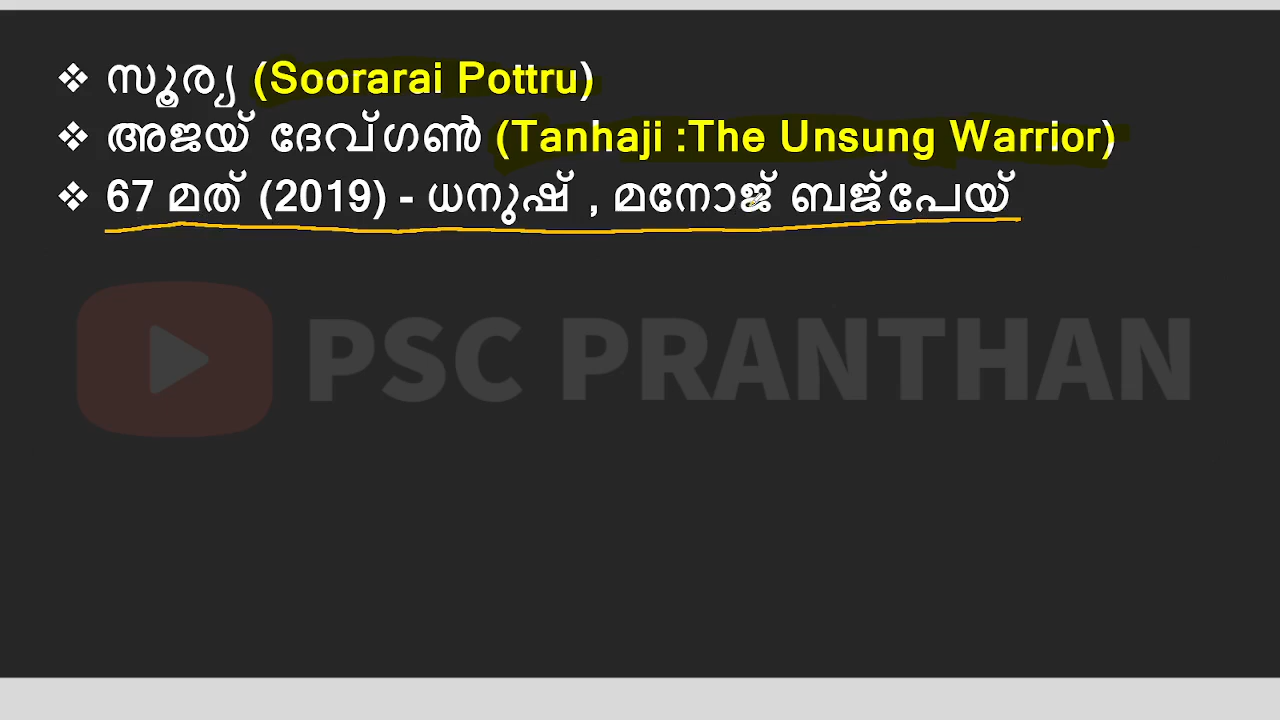 ❖ സൂര്യ (Soorarai Pottru)
❖ അജയ് ദേവ്ഗൺ (Tanhaji :The Unsung Warrior)
❖ 67 മത് (2019) - ധനുഷ് , മനോജ് ബജ്പേയ്
PSC PRANTHAN